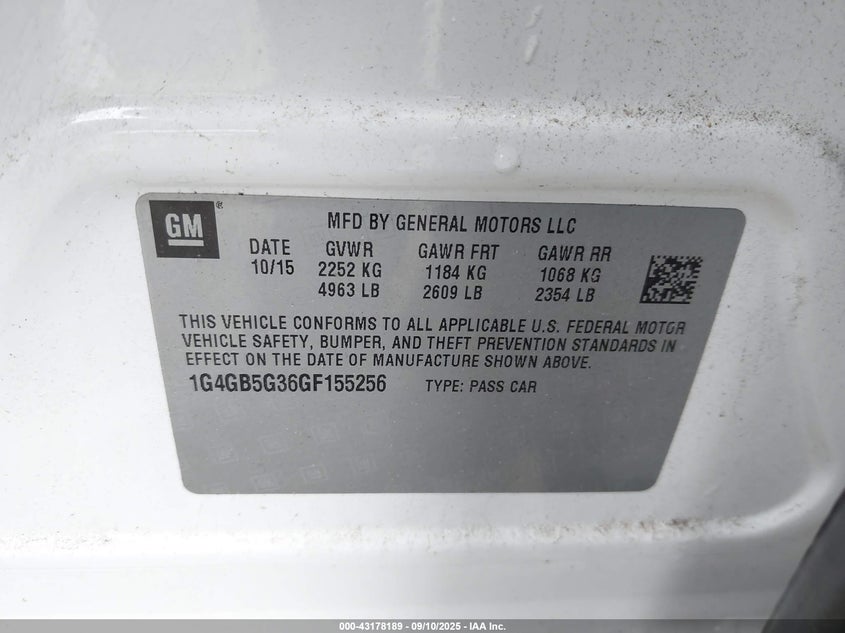 GM ®
MFD BY GENERAL MOTORS LLC
DATE GVWR GAWR FRT GAWR RR
10/15 2252 KG 1184 KG 1068 KG
4963 LB 2609 LB 2354 LB
THIS VEHICLE CONFORMS TO ALL APPLICABLE U.S. FEDERAL MOTOR
VEHICLE SAFETY, BUMPER, AND THEFT PREVENTION STANDARDS IN
EFFECT ON THE DATE OF MANUFACTURE SHOWN ABOVE.
1G4GB5G36GF155256 TYPE: PASS CAR
000-43178189 - 09/10/2025 - IAA Inc.